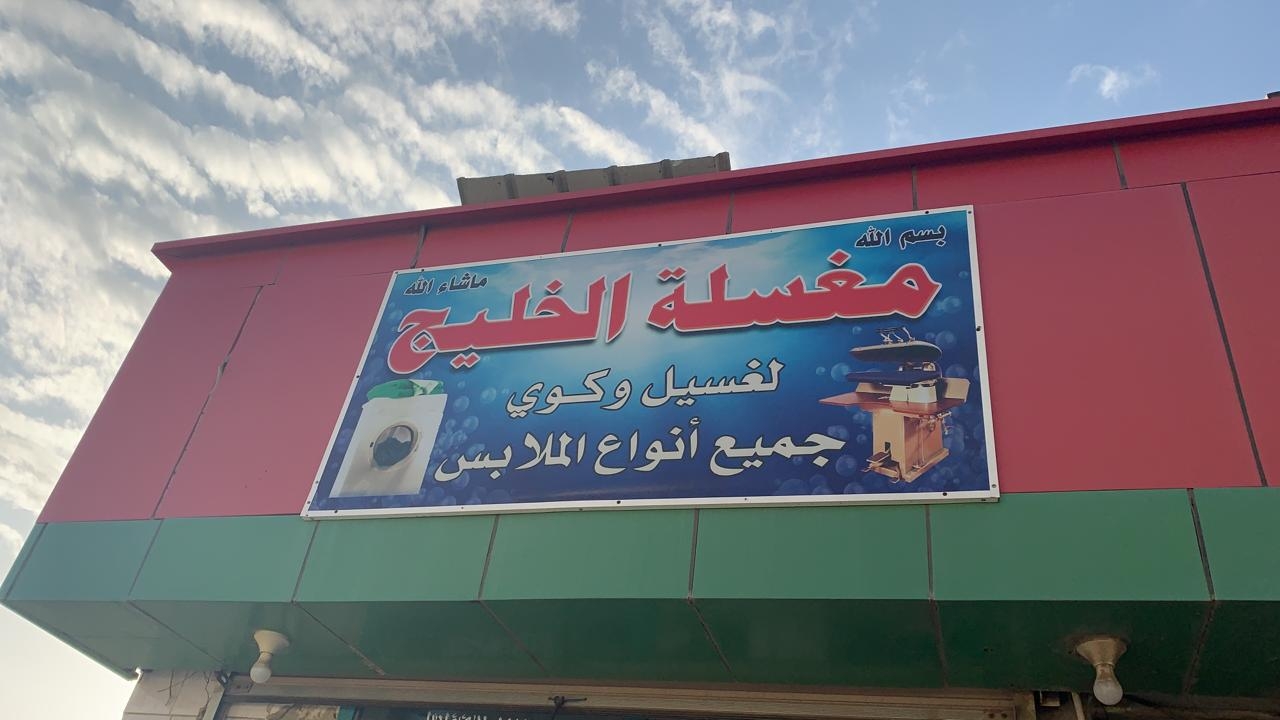 بسم الله
ماشاء الله
مغسلة الخليج
لغسيل وكوي
جميع أنواع الملابس